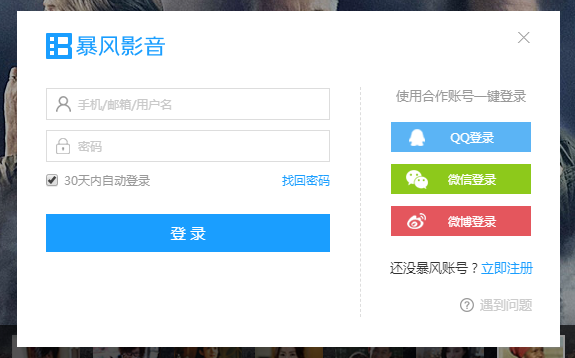 暴风影音
手机/邮箱/用户名
密码
30天内自动登录
找回密码
登 录
使用合作账号一键登录
QQ登录
微信登录
微博登录
还没暴风账号？立即注册
遇到问题